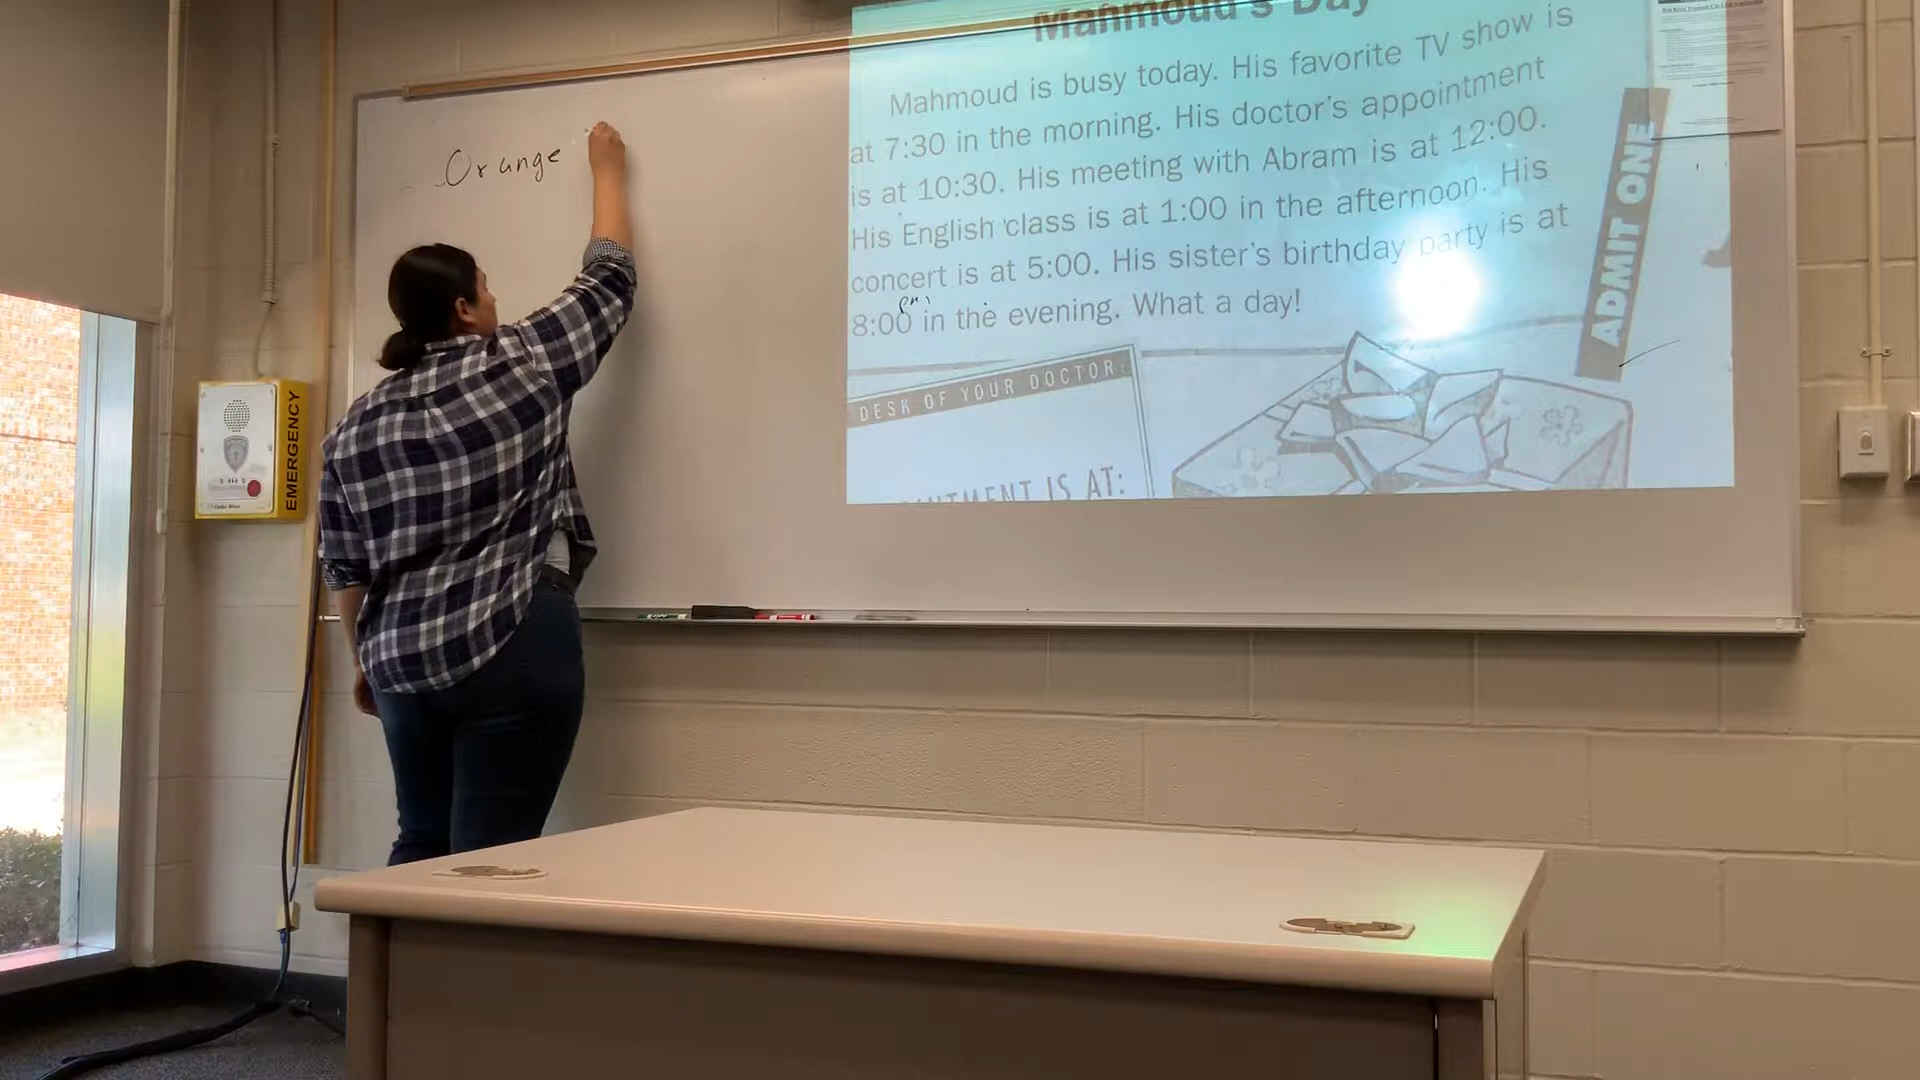 Orange
Mahmoud's Day
Mahmoud is busy today. His favorite TV show is
at 7:30 in the morning. His doctor's appointment
is at 10:30. His meeting with Abram is at 12:00.
His English class is at 1:00 in the afternoon. His
concert is at 5:00. His sister's birthday party is at
8:00 in the evening. What a day!
pm
ADMIT ONE
DESK OF YOUR DOCTOR:
INTMENT IS AT:
EMERGENCY